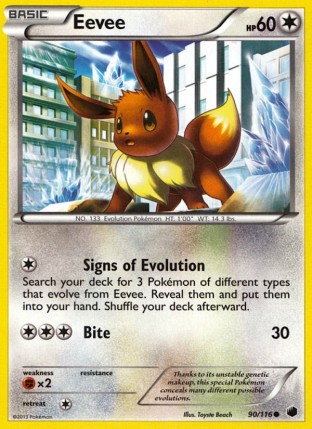 BASIC
Eevee
HP60
NO. 133 Evolution Pokémon HT: 1'00" WT: 14.3 lbs.
Signs of Evolution
Search your deck for 3 Pokémon of different types
that evolve from Eevee. Reveal them and put them
into your hand. Shuffle your deck afterward.
Bite 30
weakness resistance
×2
retreat
Thanks to its unstable genetic
makeup, this special Pokémon
conceals many different possible
evolutions.
©2013 Pokémon
Illus. Toyste Beach
90/116